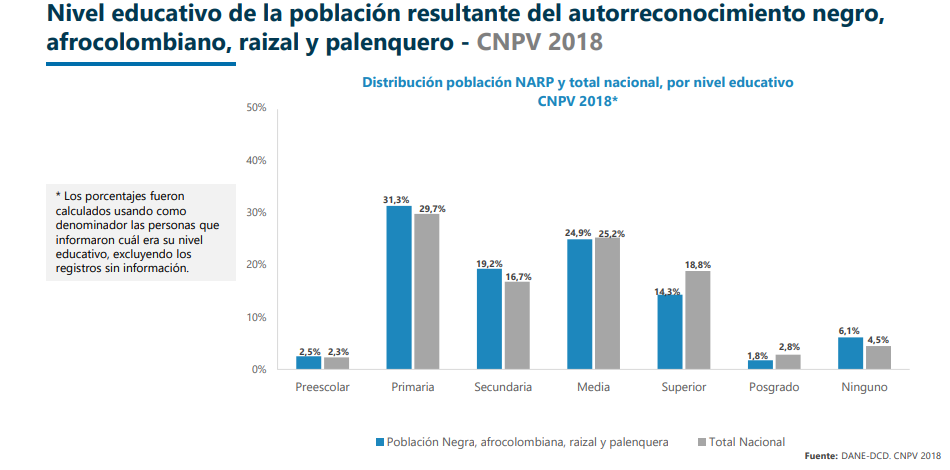 Nivel educativo de la población resultante del autorreconocimiento negro,
afrocolombiano, raizal y palenquero - CNPV 2018
Distribución población NARP y total nacional, por nivel educativo
CNPV 2018*
* Los porcentajes fueron
calculados usando como
denominador las personas que
informaron cuál era su nivel
educativo, excluyendo los
registros sin información.
50%
40%
30%
20%
10%
0%
2,5% 2,3%
31,3% 29,7%
19,2% 16,7%
24,9% 25,2%
14,3% 18,8%
1,8% 2,8%
6,1% 4,5%
Preescolar Primaria Secundaria Media Superior Posgrado Ninguno
Población Negra, afrocolombiana, raizal y palenquera Total Nacional
Fuente: DANE-DCD. CNPV 2018